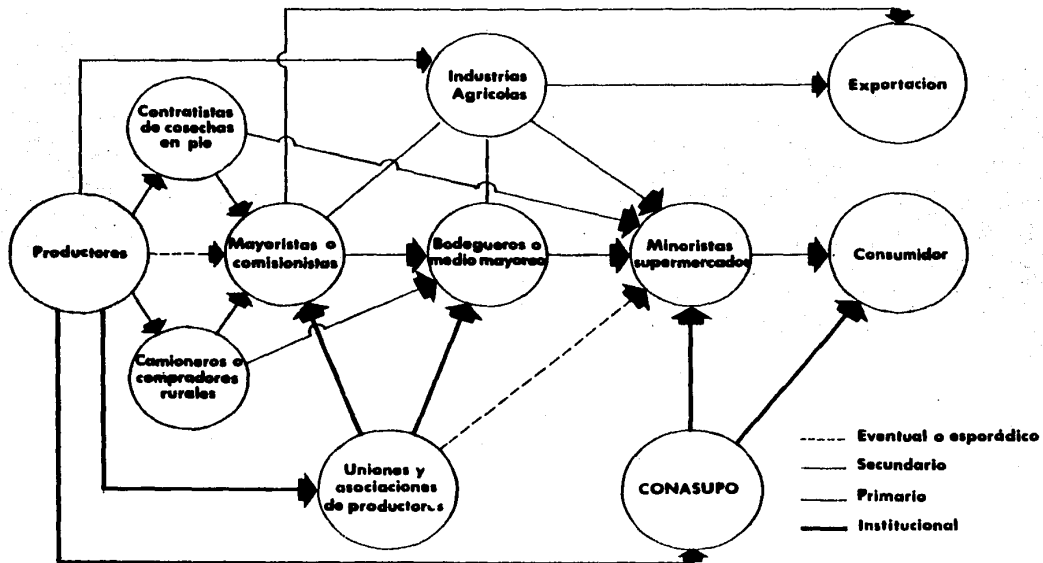 Industrias
Agricolas
Exportacion
Contratistas
de cosechas
en pie
Productores
Mayoristas o
comisionistas
Bodegueros o
medio mayoreo
Minoristas
supermercados
Consumidor
Camioneros o
compradores
rurales
Uniones y
asociaciones
de productores
CONASUPO
Eventual o esporádico
Secundario
Primario
Institucional